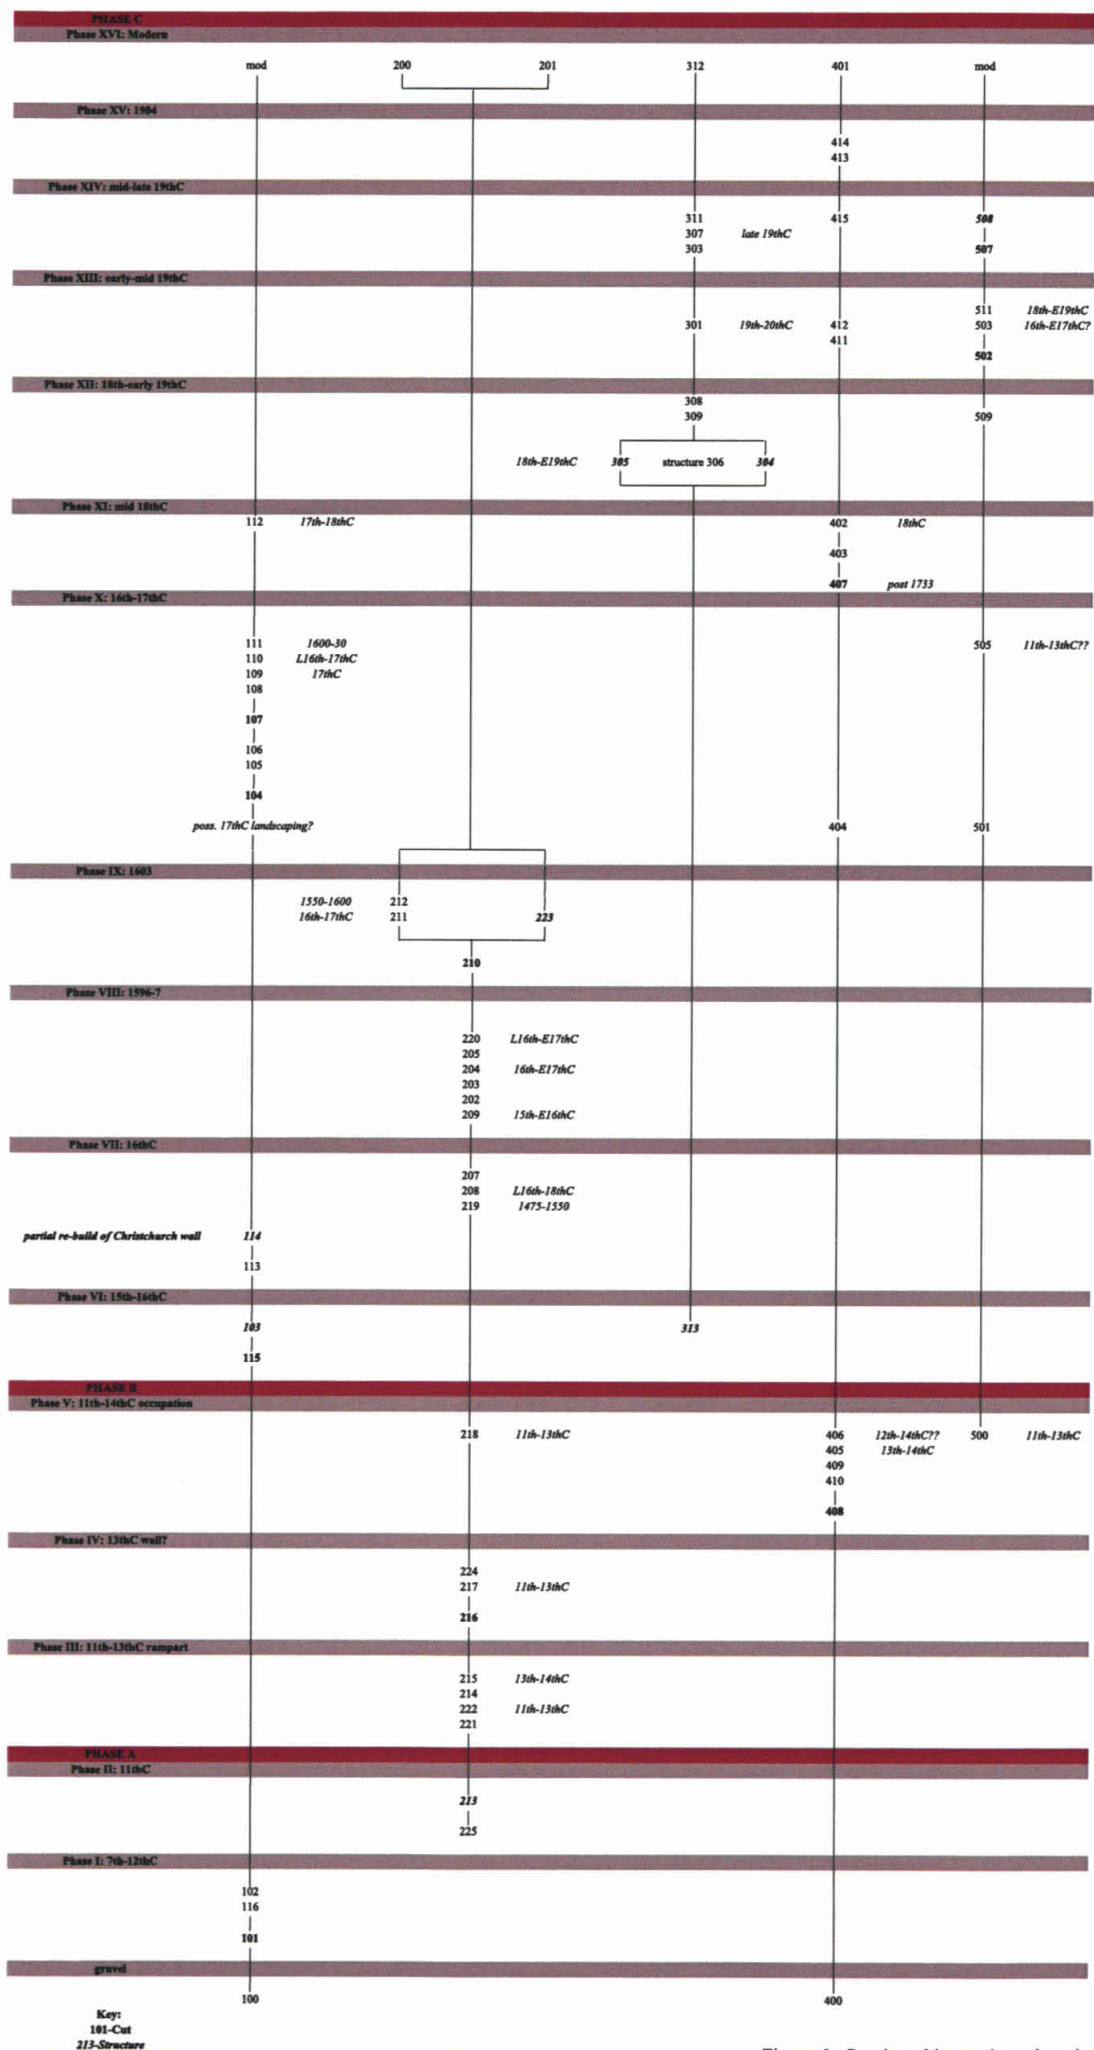 PHASE C
Phase XVI: Modern
mod 200 201 312 401 mod
Phase XV: 1904
414
413
Phase XIV: mid-late 19thC
311 415 508
307 late 19thC
303 507
Phase XIII: early-mid 19thC
511 18th-E19thC
301 19th-20thC 412 503 16th-E17thC?
411
502
Phase XII: 18th-early 19thC
308
309 509
18th-E19thC 305 structure 306 304
Phase XI: mid 18thC
112 17th-18thC 402 18thC
403
407 post 1733
Phase X: 16th-17thC
111 1600-30 505 11th-13thC??
110 L16th-17thC
109 17thC
108
107
106
105
104
poss. 17thC landscaping? 404 501
Phase IX: 1603
1550-1600 212
16th-17thC 211 223
210
Phase VIII: 1596-7
220 L16th-E17thC
205
204 16th-E17thC
203
202
209 15th-E16thC
Phase VII: 16thC
207
208 L16th-18thC
219 1475-1550
partial re-build of Christchurch wall 114
113
Phase VI: 15th-16thC
103 313
115
PHASE B
Phase V: 11th-14thC occupation
218 11th-13thC 406 12th-14thC?? 500 11th-13thC
405 13th-14thC
409
410
408
Phase IV: 13thC wall?
224
217 11th-13thC
216
Phase III: 11th-13thC rampart
215 13th-14thC
214
222 11th-13thC
221
PHASE A
Phase II: 11thC
213
225
Phase I: 7th-12thC
102
116
101
gravel
100 400
Key:
101-Cut
213-Structure